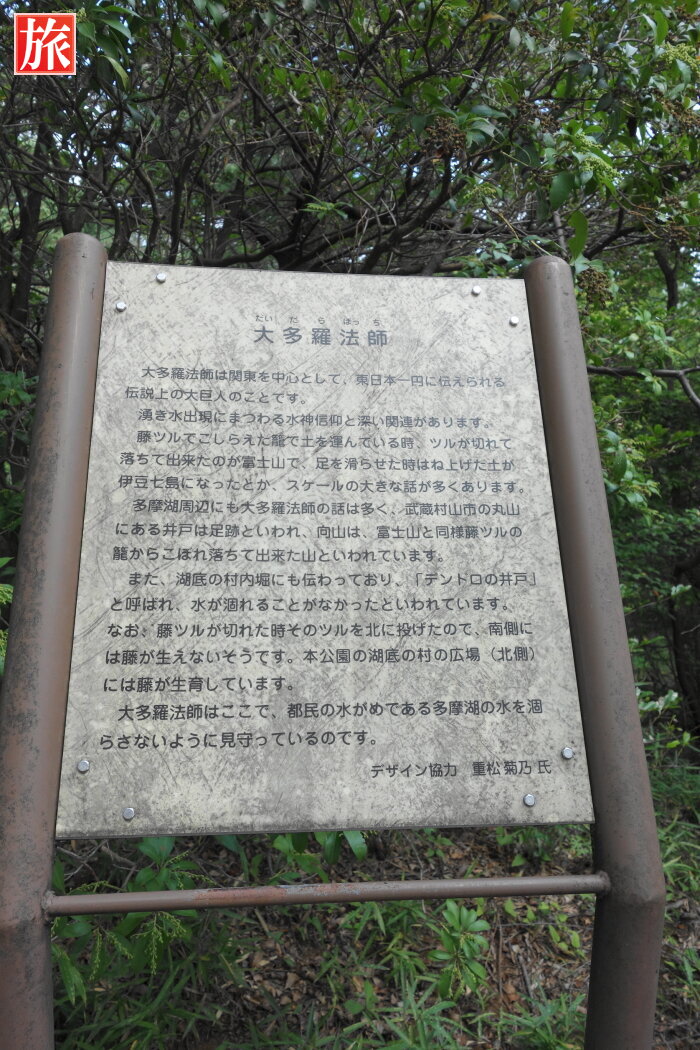 旅
だいだらぼっち
大多羅法師
大多羅法師は関東を中心として、東日本一円に伝えられる
伝説上の大巨人のことです。
湧き水出現にまつわる水神信仰と深い関連があります。
藤ツルでこしらえた籠で土を運んでいる時、ツルが切れて
落ちて出来たのが富士山で、足を滑らせた時はね上げた土が
伊豆七島になったとか、スケールの大きな話が多くあります。
多摩湖周辺にも大多羅法師の話は多く、武蔵村山市の丸山
にある井戸は足跡といわれ、向山は、富士山と同様藤ツルの
籠からこぼれ落ちて出来た山といわれています。
また、湖底の村内堀にも伝わっており、「デンドロの井戸」
と呼ばれ、水が涸れることがなかったといわれています。
なお、藤ツルが切れた時そのツルを北に投げたので、南側に
は藤が生えないそうです。本公園の湖底の村の広場（北側）
には藤が生育しています。
大多羅法師はここで、都民の水がめである多摩湖の水を涸
らさないように見守っているのです。
デザイン協力 重松 菊乃 氏